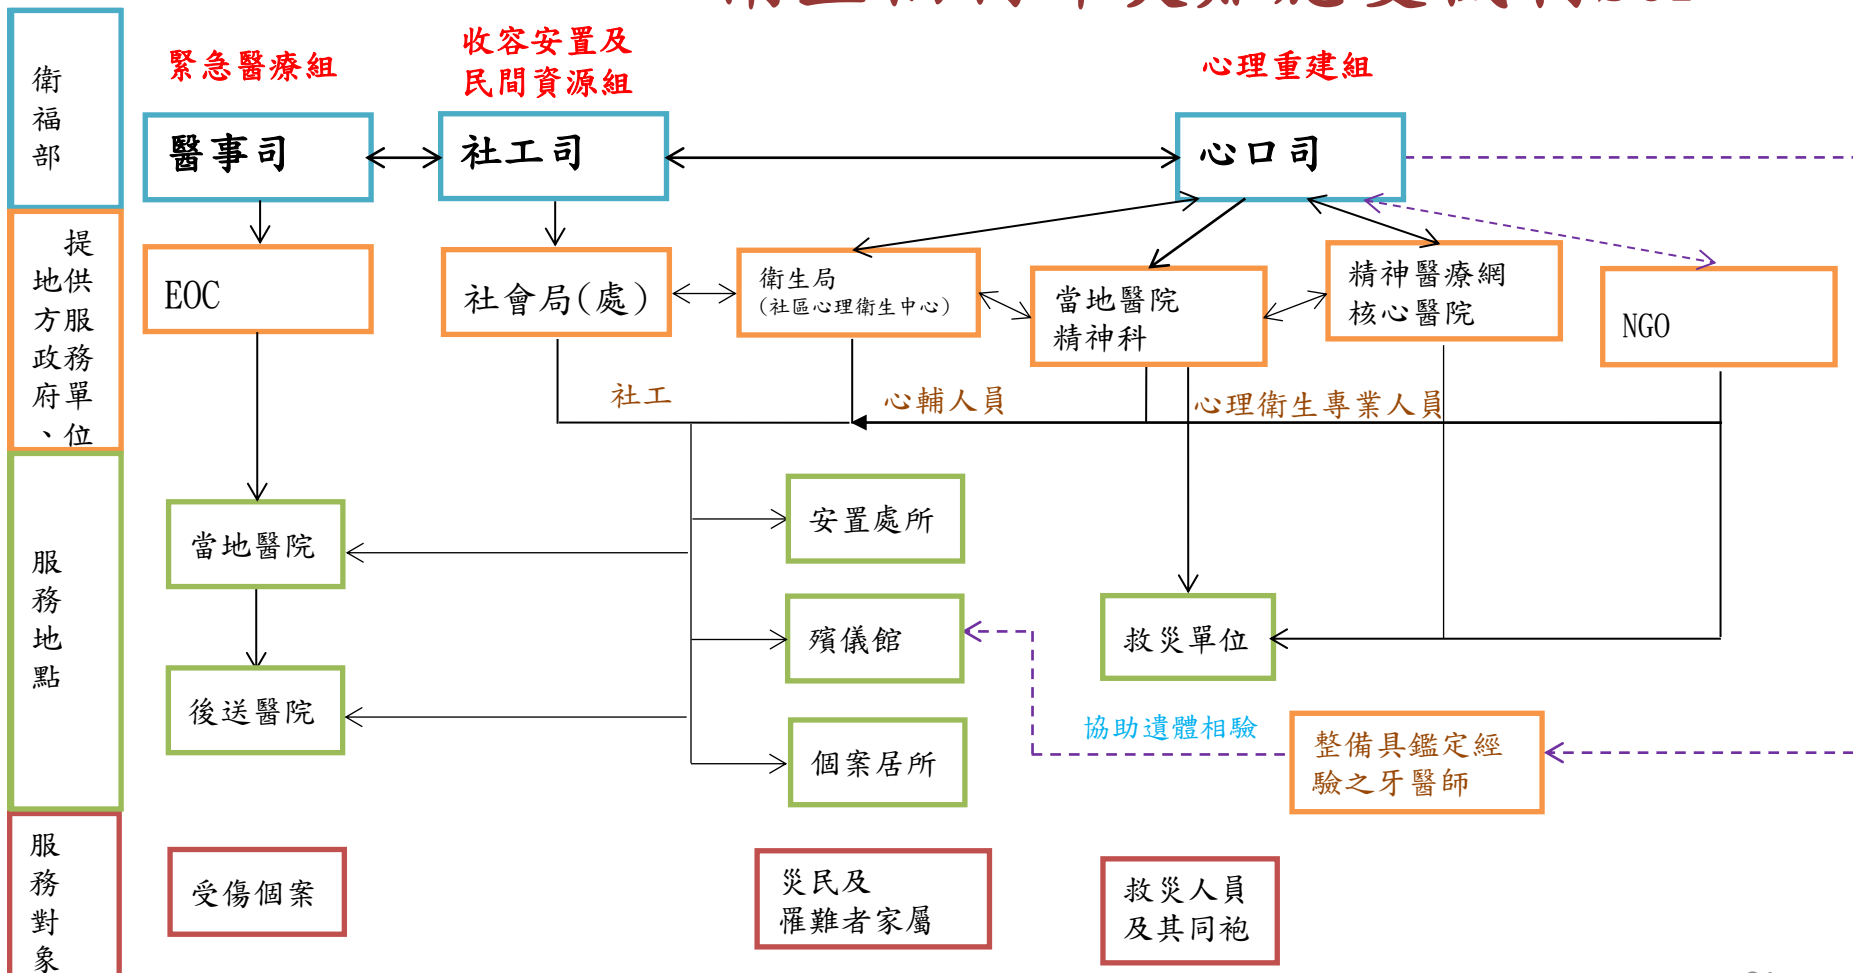 衛福部
緊急醫療組
收容安置及
民間資源組
心理重建組
醫事司
社工司
心口司
提供服務單位
地方政府、
EOC
社會局(處)
衛生局
(社區心理衛生中心)
當地醫院
精神科
精神醫療網
核心醫院
NGO
社工
心輔人員
心理衛生專業人員
服務地點
當地醫院
安置處所
殯儀館
救災單位
後送醫院
個案居所
協助遺體相驗
整備具鑑定經
驗之牙醫師
服務對象
受傷個案
災民及
罹難者家屬
救災人員
及其同袍